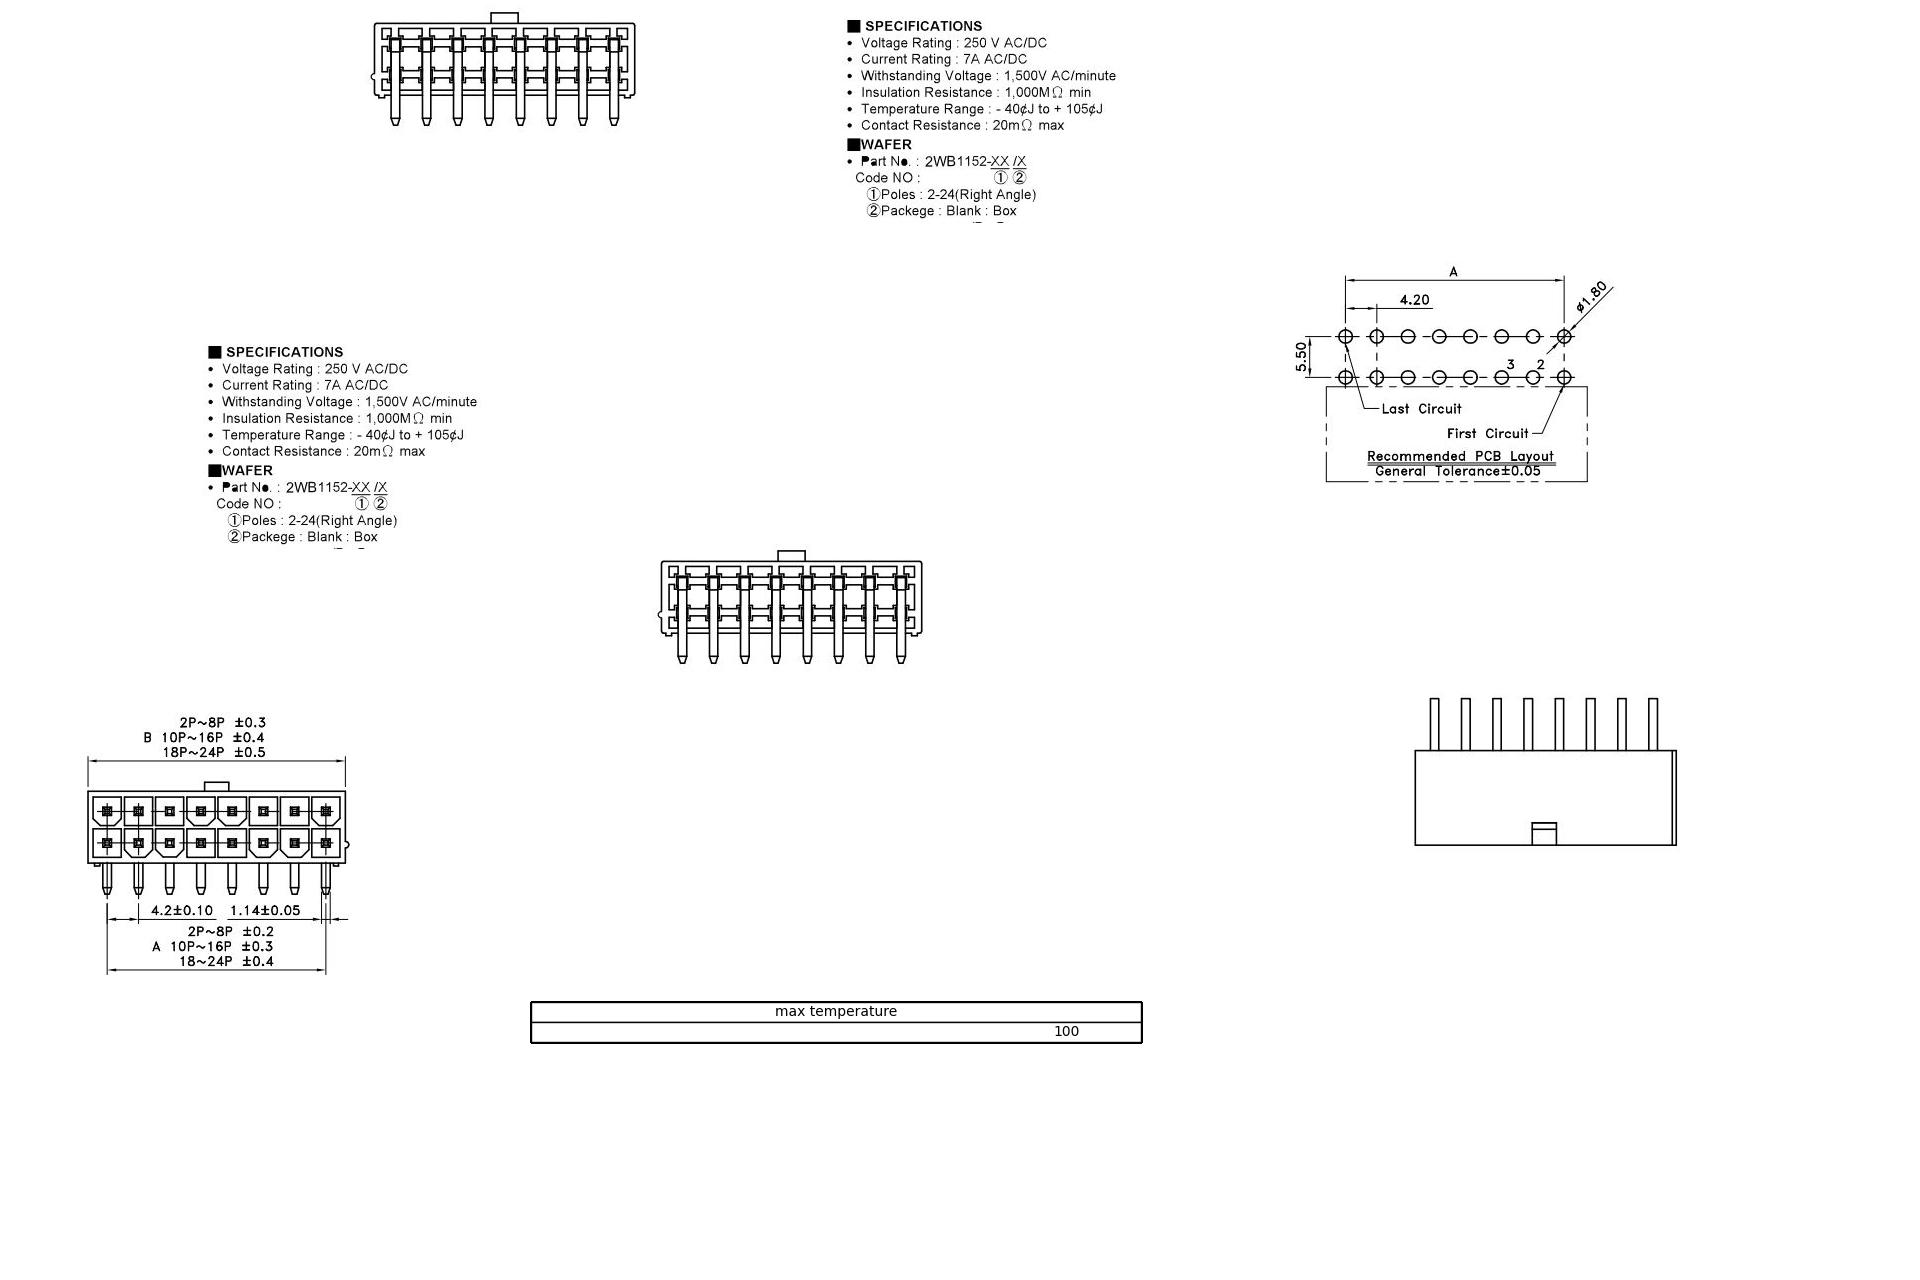 ■ SPECIFICATIONS
• Voltage Rating : 250 V AC/DC
• Current Rating : 7A AC/DC
• Withstanding Voltage : 1,500V AC/minute
• Insulation Resistance : 1,000MΩ min
• Temperature Range : - 40¢J to + 105¢J
• Contact Resistance : 20mΩ max
■WAFER
• Part No. : 2WB1152-XX /X
Code NO : ① ②
①Poles : 2-24(Right Angle)
②Packege : Blank : Box
A
4.20
ø1.80
5.50
3 2
Last Circuit
First Circuit
Recommended PCB Layout
General Tolerance±0.05
■ SPECIFICATIONS
• Voltage Rating : 250 V AC/DC
• Current Rating : 7A AC/DC
• Withstanding Voltage : 1,500V AC/minute
• Insulation Resistance : 1,000MΩ min
• Temperature Range : - 40¢J to + 105¢J
• Contact Resistance : 20mΩ max
■WAFER
• Part No. : 2WB1152-XX /X
Code NO : ① ②
①Poles : 2-24(Right Angle)
②Packege : Blank : Box
2P~8P ±0.3
B 10P~16P ±0.4
18P~24P ±0.5
4.2±0.10 1.14±0.05
2P~8P ±0.2
A 10P~16P ±0.3
18~24P ±0.4
max temperature
100